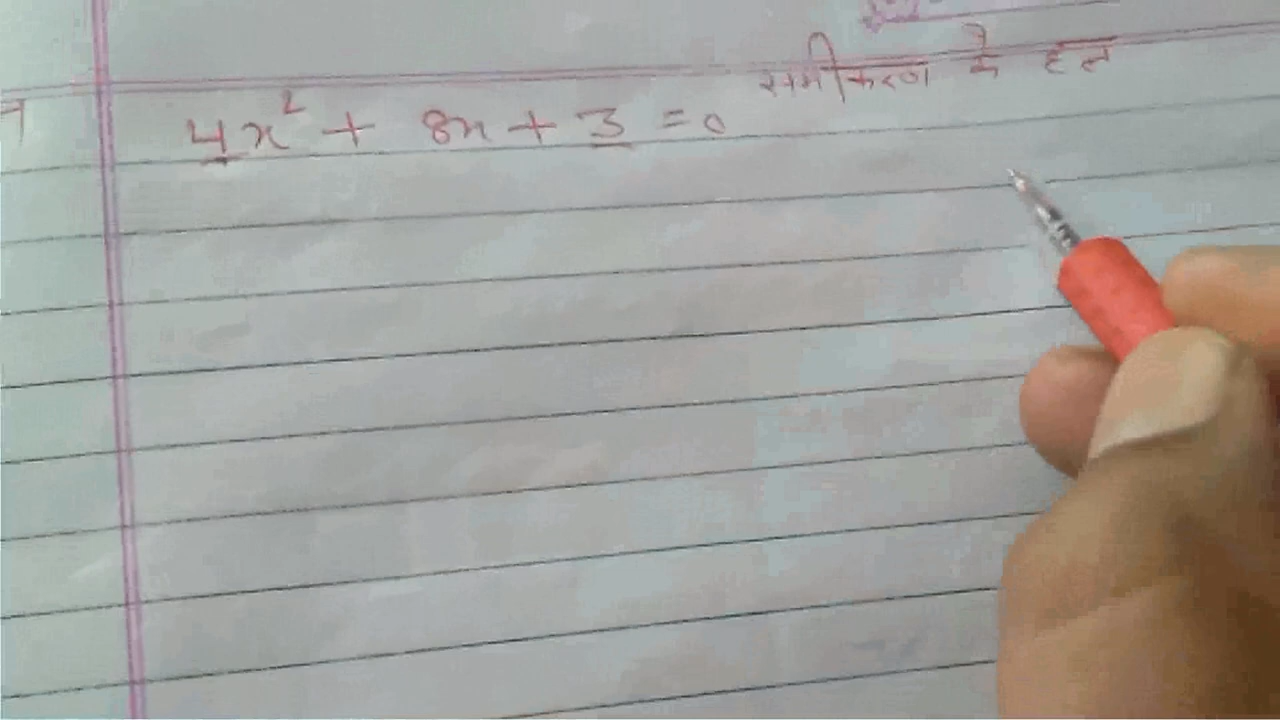 समीकरण के हल
4x² + 8x + 3 = 0